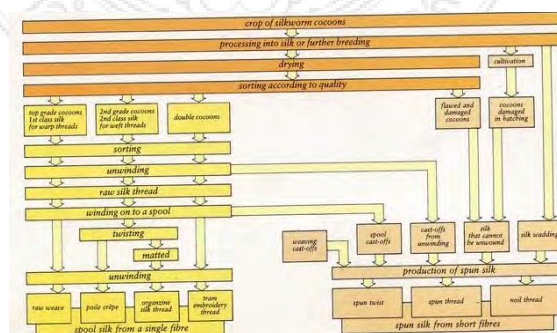 crop of silkworm cocoons
processing into silk or further breeding
drying
cultivation
sorting according to quality
top grade cocoons
1st class silk
for warp threads
2nd grade cocoons
2nd class silk
for weft threads
double cocoons
flawed and
damaged
cocoons
cocoons
damaged
in hatching
sorting
unwinding
raw silk thread
winding on to a spool
twisting
matted
unwinding
weaving
cast-offs
spool
cast-offs
cast-offs
from
unwinding
silk
that cannot
be unwound
silk wadding
production of spun silk
raw weave
poile crêpe
organzine
silk thread
tram
embroidery
thread
spun twist
spun thread
noil thread
spool silk from a single fibre
spun silk from short fibres